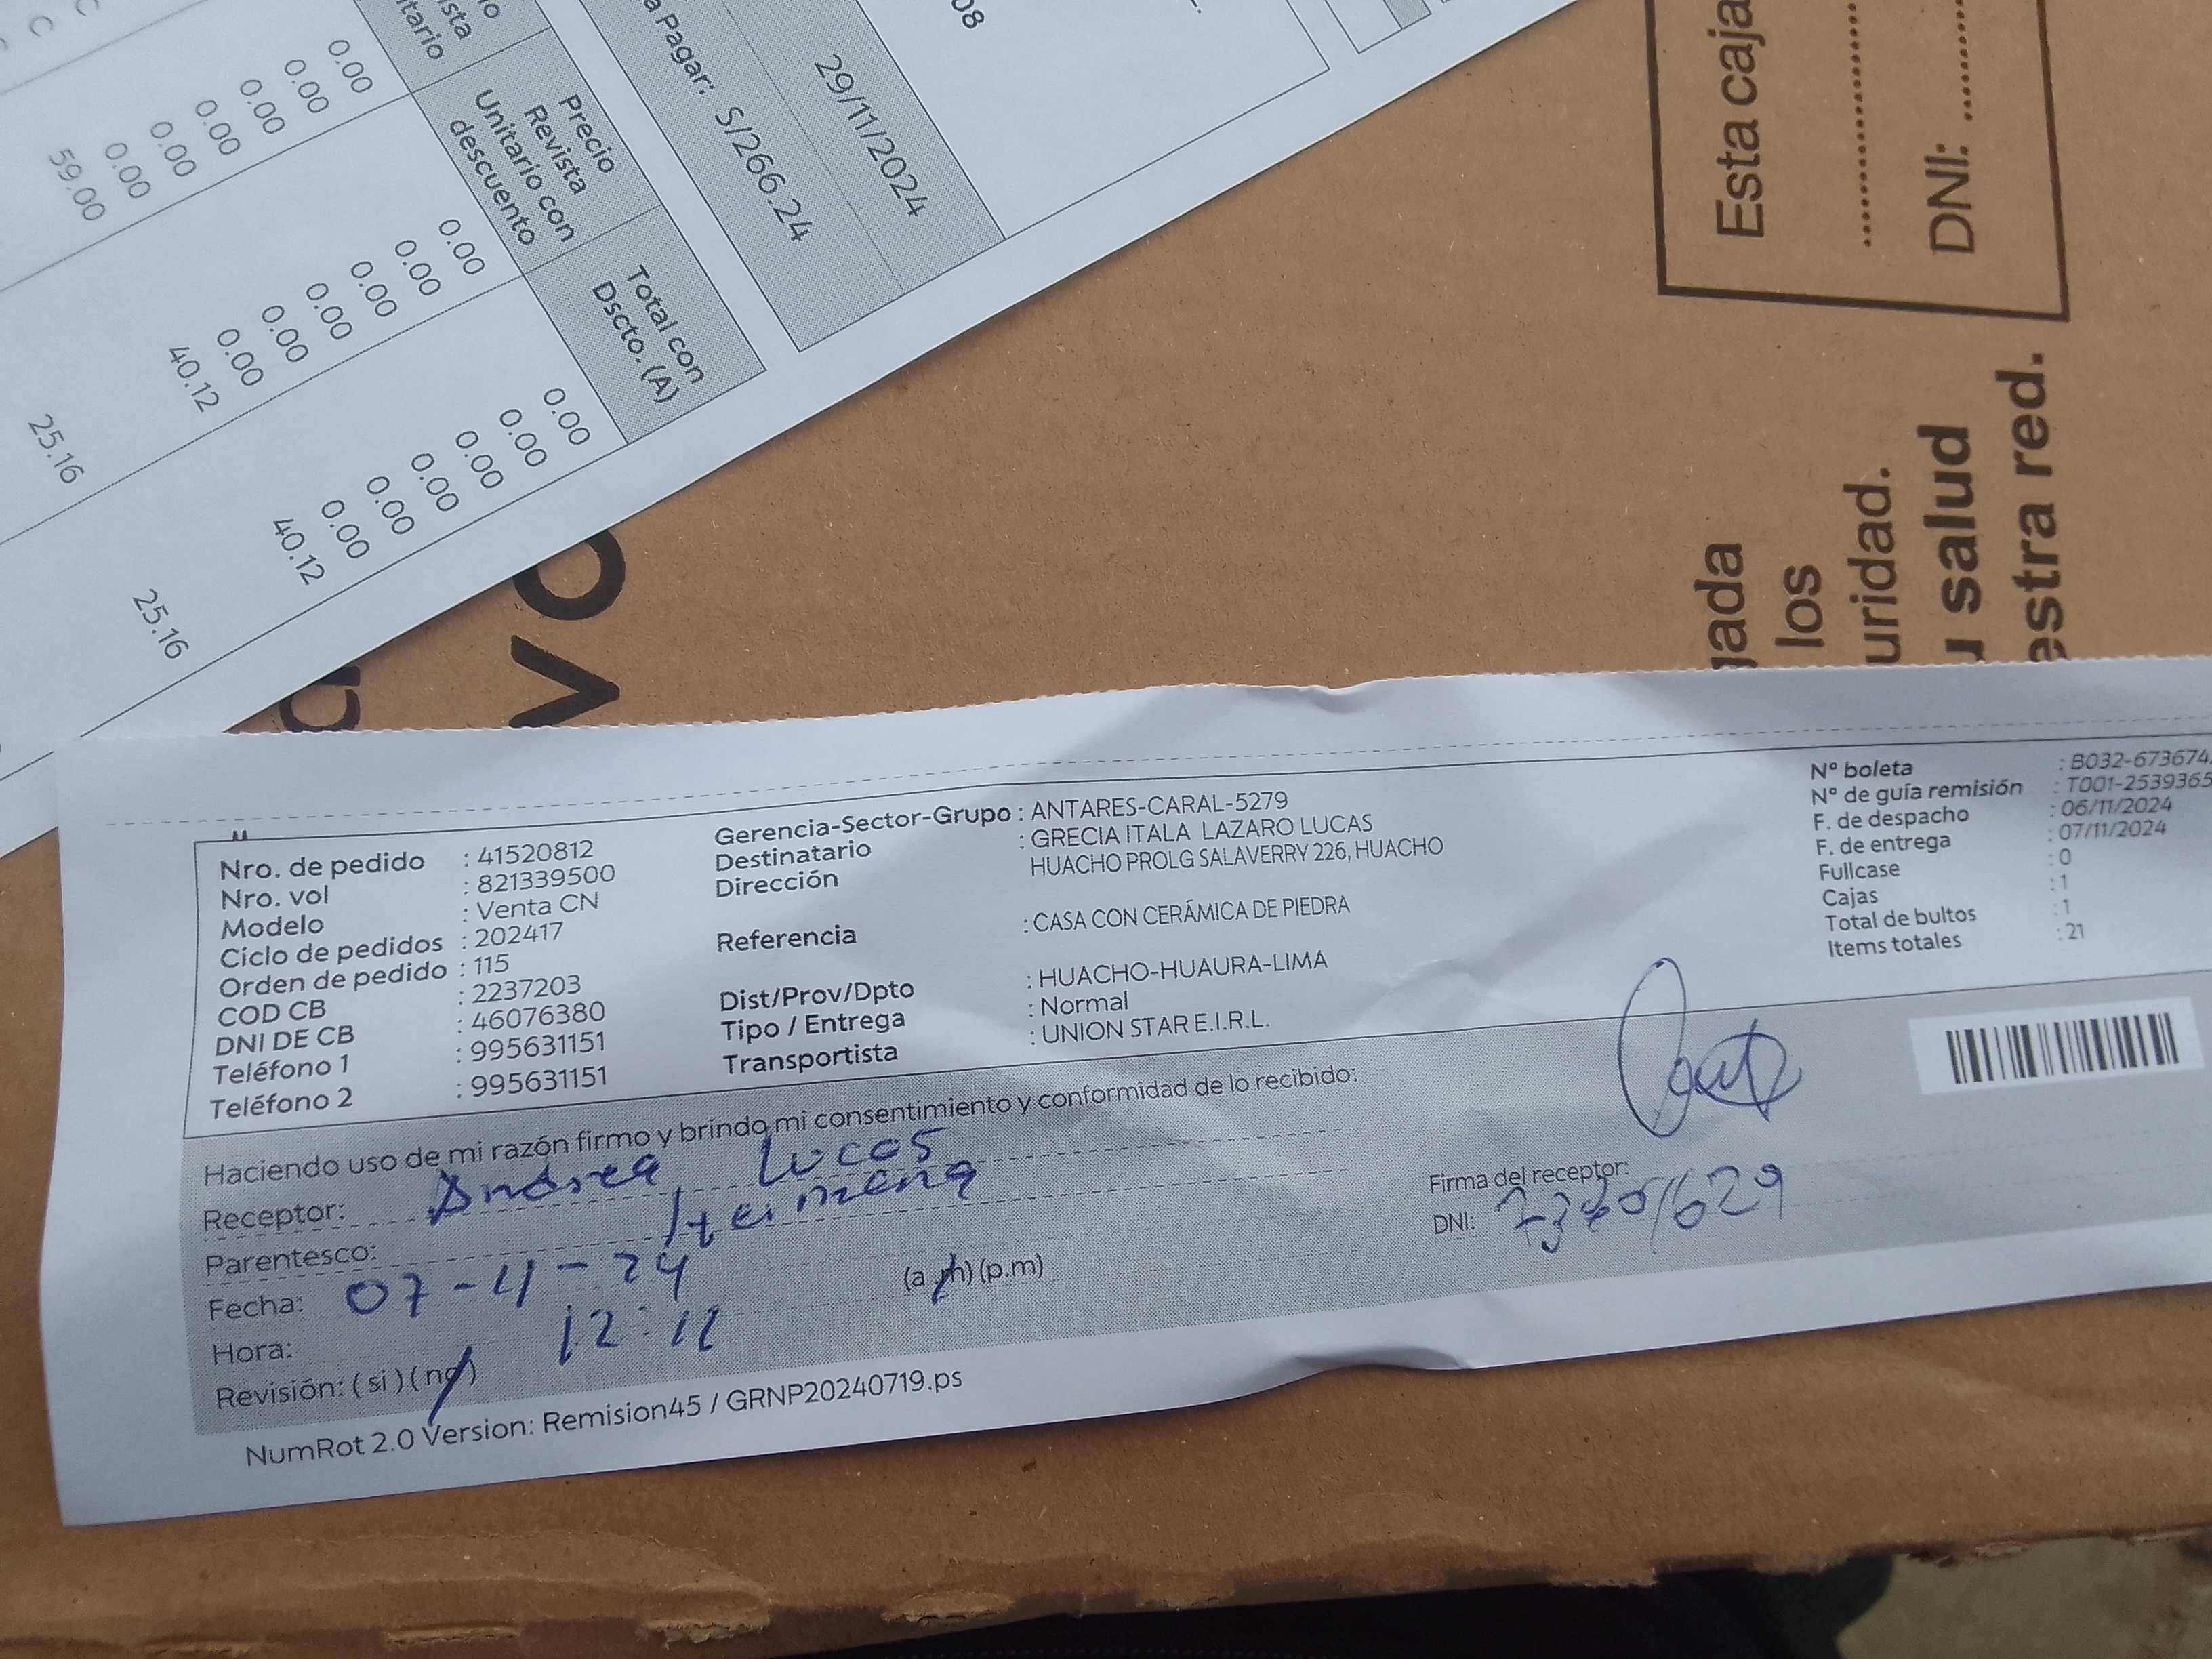 08
29/11/2024
a Pagar: S/266.24
Precio
Revista
Unitario con
descuento
Total con
Dscto. (A)
0.00
0.00
0.00
0.00
0.00
0.00
59.00
0.00
0.00
0.00
0.00
0.00
0.00
40.12
25.16
0.00
0.00
0.00
0.00
0.00
0.00
40.12
25.16
Esta caja
DNI:
los
uridad.
salud
estra red.
Nro. de pedido : 41520812
Nro. vol : 821339500
Modelo : Venta CN
Ciclo de pedidos : 202417
Orden de pedido : 115
COD CB : 2237203
DNI DE CB : 46076380
Teléfono 1 : 995631151
Teléfono 2 : 995631151
Gerencia-Sector-Grupo : ANTARES-CARAL-5279
Destinatario : GRECIA ITALA LAZARO LUCAS
Dirección HUACHO PROLG SALAVERRY 226, HUACHO
Referencia : CASA CON CERÁMICA DE PIEDRA
Dist/Prov/Dpto : HUACHO-HUAURA-LIMA
Tipo / Entrega : Normal
Transportista : UNION STAR E.I.R.L.
N° boleta : B032-673674
N° de guía remisión : T001-2539365
F. de despacho : 06/11/2024
F. de entrega : 07/11/2024
Fullcase : 0
Cajas : 1
Total de bultos : 1
Items totales : 21
Haciendo uso de mi razón firmo y brindo mi consentimiento y conformidad de lo recibido:
Receptor: Andrea Lucas
Parentesco: Hermana
Fecha: 07-11-24
Hora: 12:11 (a.m) (p.m)
Revisión: ( si ) ( no )
Firma del receptor:
DNI:
NumRot 2.0 Version: Remision45 / GRNP20240719.ps